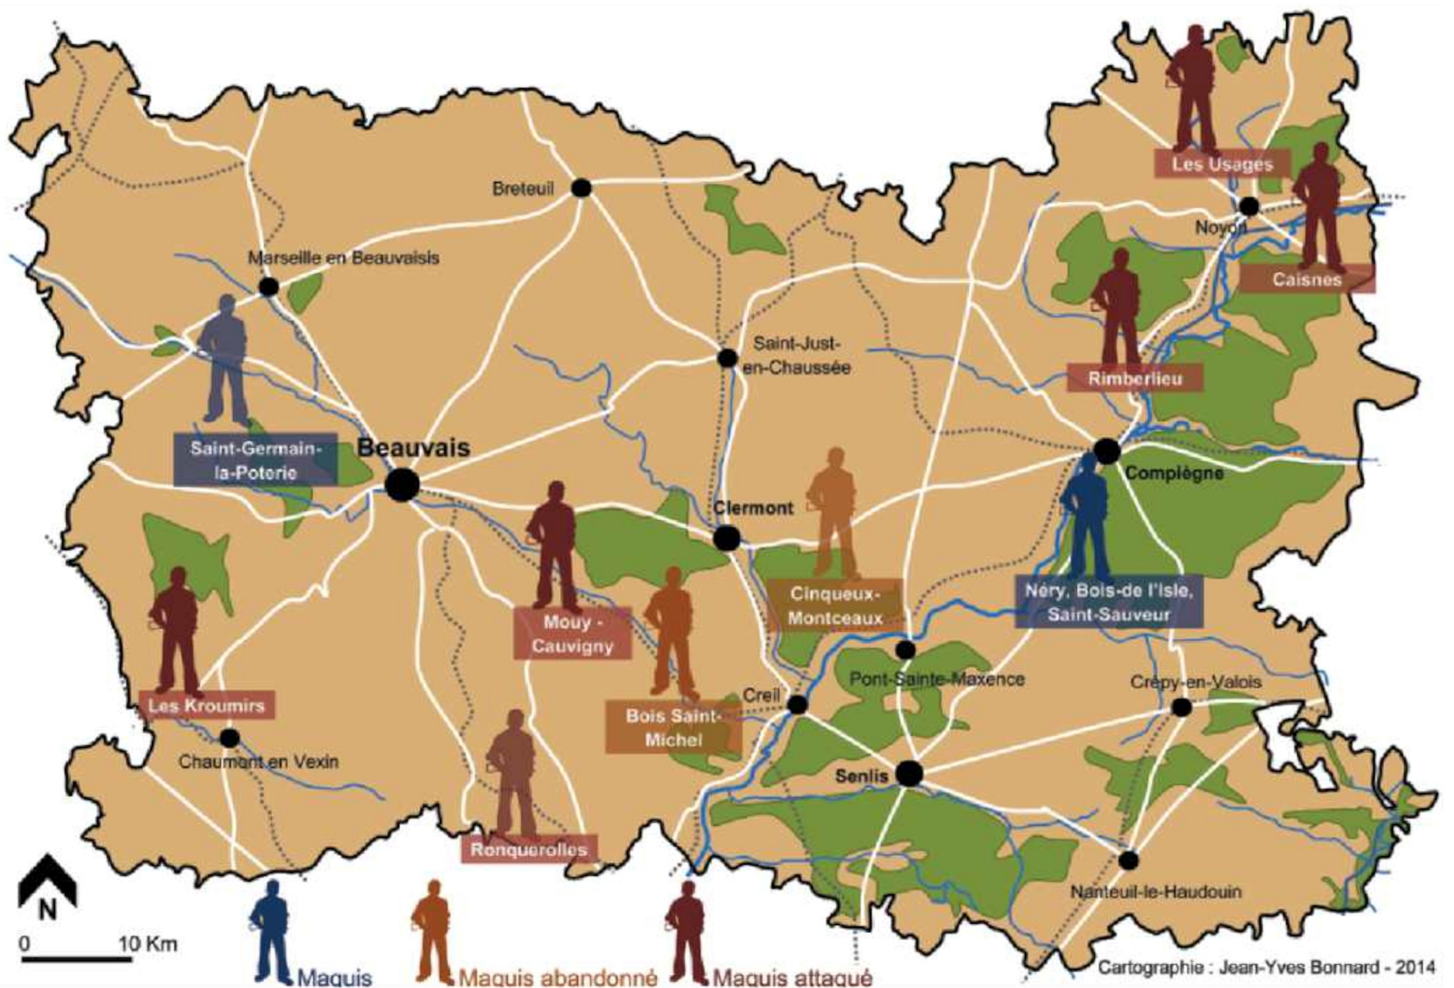 Les Usages
Breteuil
Noyon
Marseille en Beauvaisis
Caisnes
Saint-Just-
en-Chaussée
Rimberlieu
Saint-Germain-
la-Poterie
Beauvais
Compiègne
Clermont
Cinqueux-
Montceaux
Néry, Bois-de l'Isle,
Saint-Sauveur
Mouy -
Cauvigny
Pont-Sainte-Maxence
Crépy-en-Valois
Creil
Les Kroumirs
Bois Saint-
Michel
Chaumont en Vexin
Senlis
Ronquerolles
Nanteuil-le-Haudouin
N
0 10 Km
Maquis
Maquis abandonné
Maquis attaqué
Cartographie : Jean-Yves Bonnard - 2014